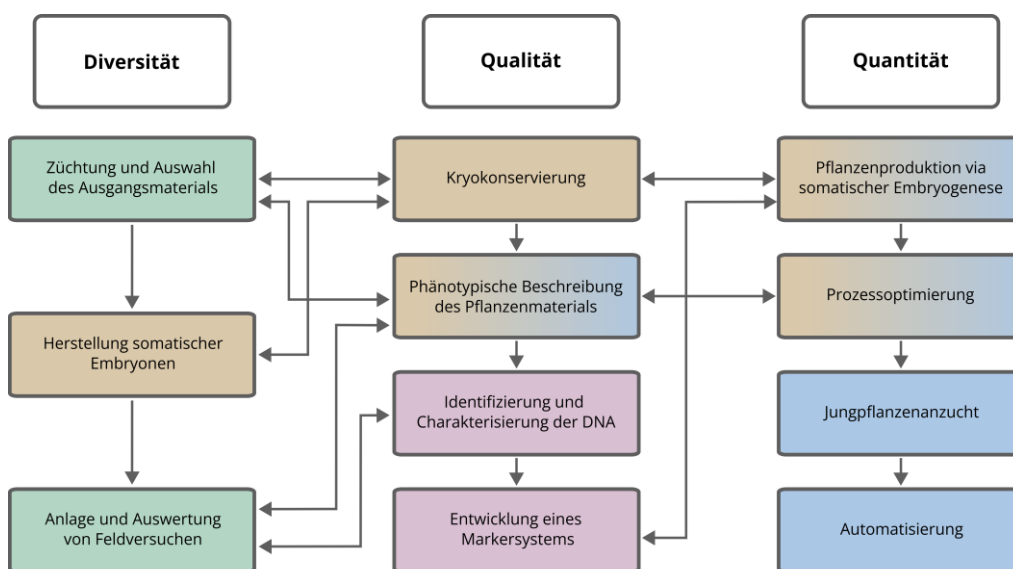 Diversität
Qualität
Quantität
Züchtung und Auswahl
des Ausgangsmaterials
Kryokonservierung
Pflanzenproduktion via
somatischer Embryogenese
Phänotypische Beschreibung
des Pflanzenmaterials
Prozessoptimierung
Herstellung somatischer
Embryonen
Identifizierung und
Charakterisierung der DNA
Jungpflanzenanzucht
Anlage und Auswertung
von Feldversuchen
Entwicklung eines
Markersystems
Automatisierung